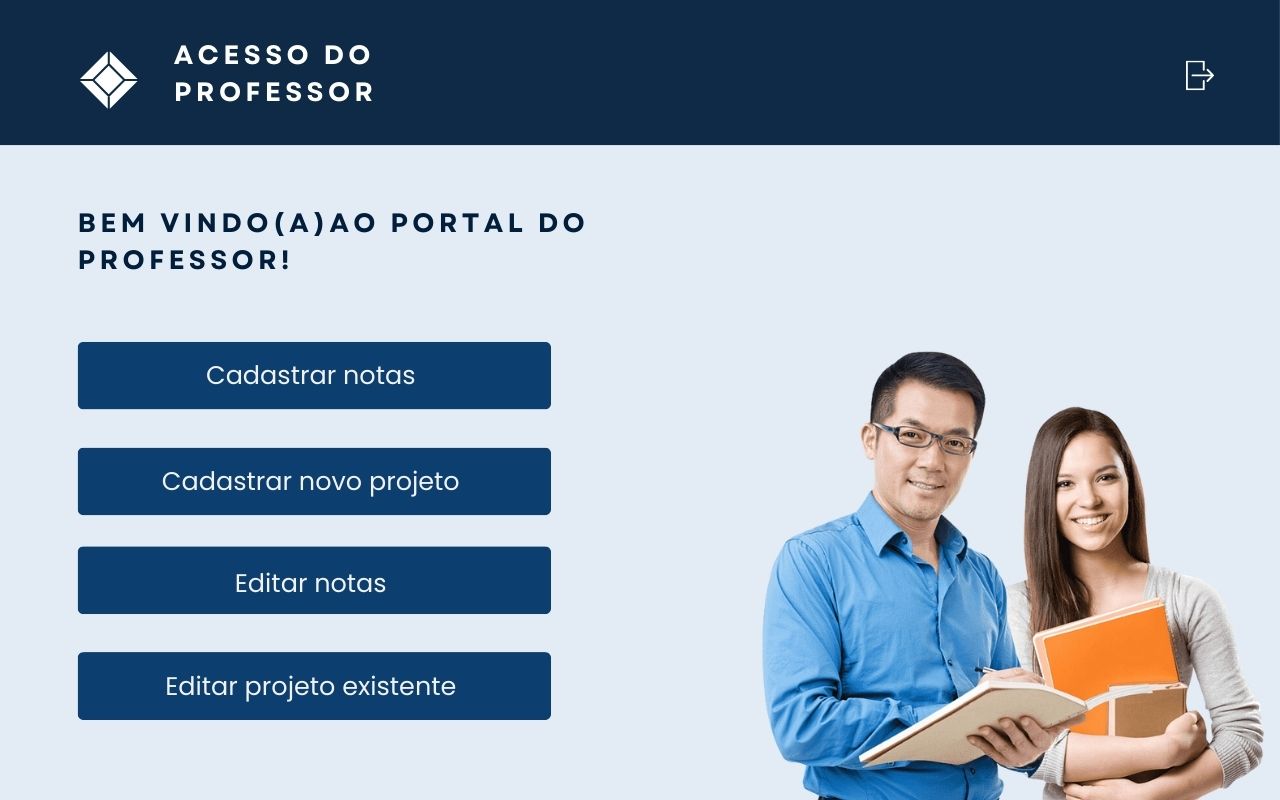 ACESSO DO
PROFESSOR
BEM VINDO(A)AO PORTAL DO
PROFESSOR!
Cadastrar notas
Cadastrar novo projeto
Editar notas
Editar projeto existente